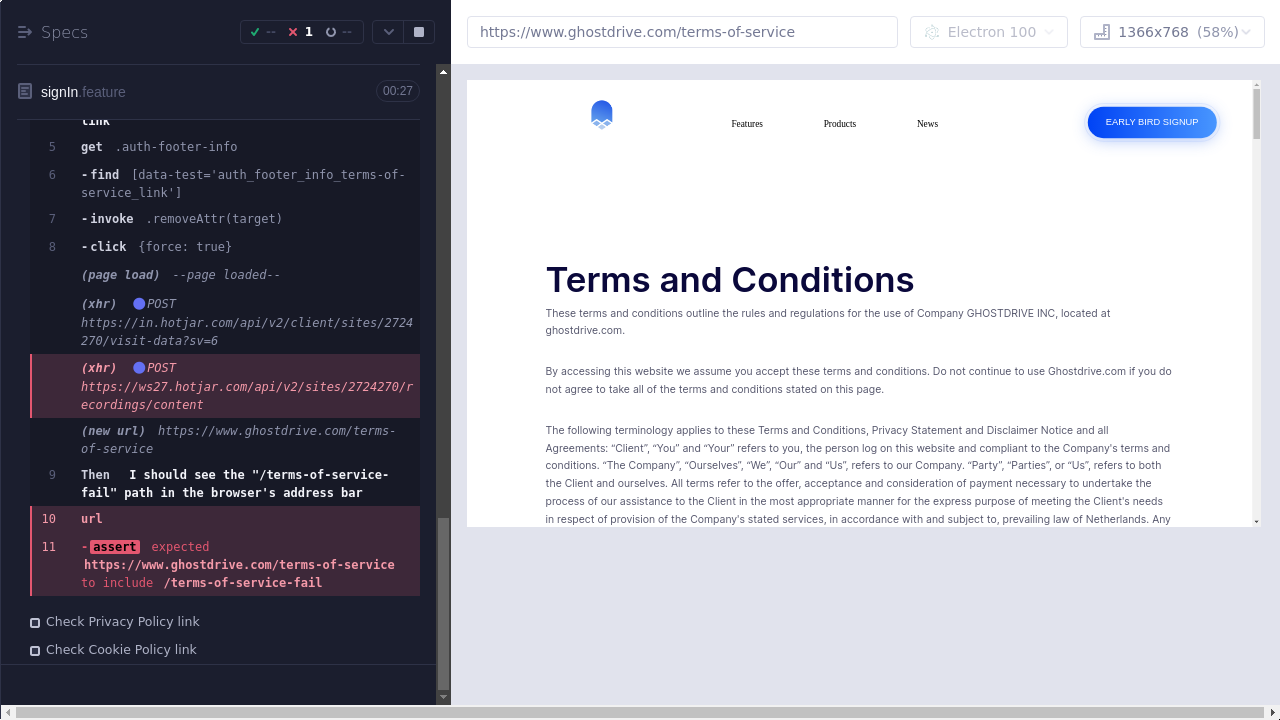 Specs
-- 1 --
signIn.feature
00:27
link
5 get .auth-footer-info
6 -find [data-test='auth_footer_info_terms-of-
service_link']
7 -invoke .removeAttr(target)
8 -click {force: true}
(page load) --page loaded--
(xhr) POST
https://in.hotjar.com/api/v2/client/sites/2724
270/visit-data?sv=6
(xhr) POST
https://ws27.hotjar.com/api/v2/sites/2724270/r
ecordings/content
(new url) https://www.ghostdrive.com/terms-
of-service
9 Then I should see the "/terms-of-service-
fail" path in the browser's address bar
10 url
11 -assert expected
https://www.ghostdrive.com/terms-of-service
to include /terms-of-service-fail
Check Privacy Policy link
Check Cookie Policy link
https://www.ghostdrive.com/terms-of-service
Electron 100
1366x768 (58%)
Features Products News
EARLY BIRD SIGNUP
Terms and Conditions
These terms and conditions outline the rules and regulations for the use of Company GHOSTDRIVE INC, located at
ghostdrive.com.
By accessing this website we assume you accept these terms and conditions. Do not continue to use Ghostdrive.com if you do
not agree to take all of the terms and conditions stated on this page.
The following terminology applies to these Terms and Conditions, Privacy Statement and Disclaimer Notice and all
Agreements: “Client”, “You” and “Your” refers to you, the person log on this website and compliant to the Company's terms and
conditions. “The Company”, “Ourselves”, “We”, “Our” and “Us”, refers to our Company. “Party”, “Parties”, or “Us”, refers to both
the Client and ourselves. All terms refer to the offer, acceptance and consideration of payment necessary to undertake the
process of our assistance to the Client in the most appropriate manner for the express purpose of meeting the Client's needs
in respect of provision of the Company's stated services, in accordance with and subject to, prevailing law of Netherlands. Any